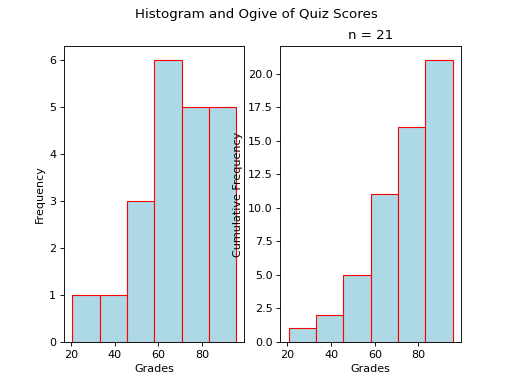 Histogram and Ogive of Quiz Scores
n = 21
6
5
4
3
2
1
0
Frequency
20 40 60 80
Grades
20.0
17.5
15.0
12.5
10.0
7.5
5.0
2.5
0.0
Cumulative Frequency
20 40 60 80
Grades